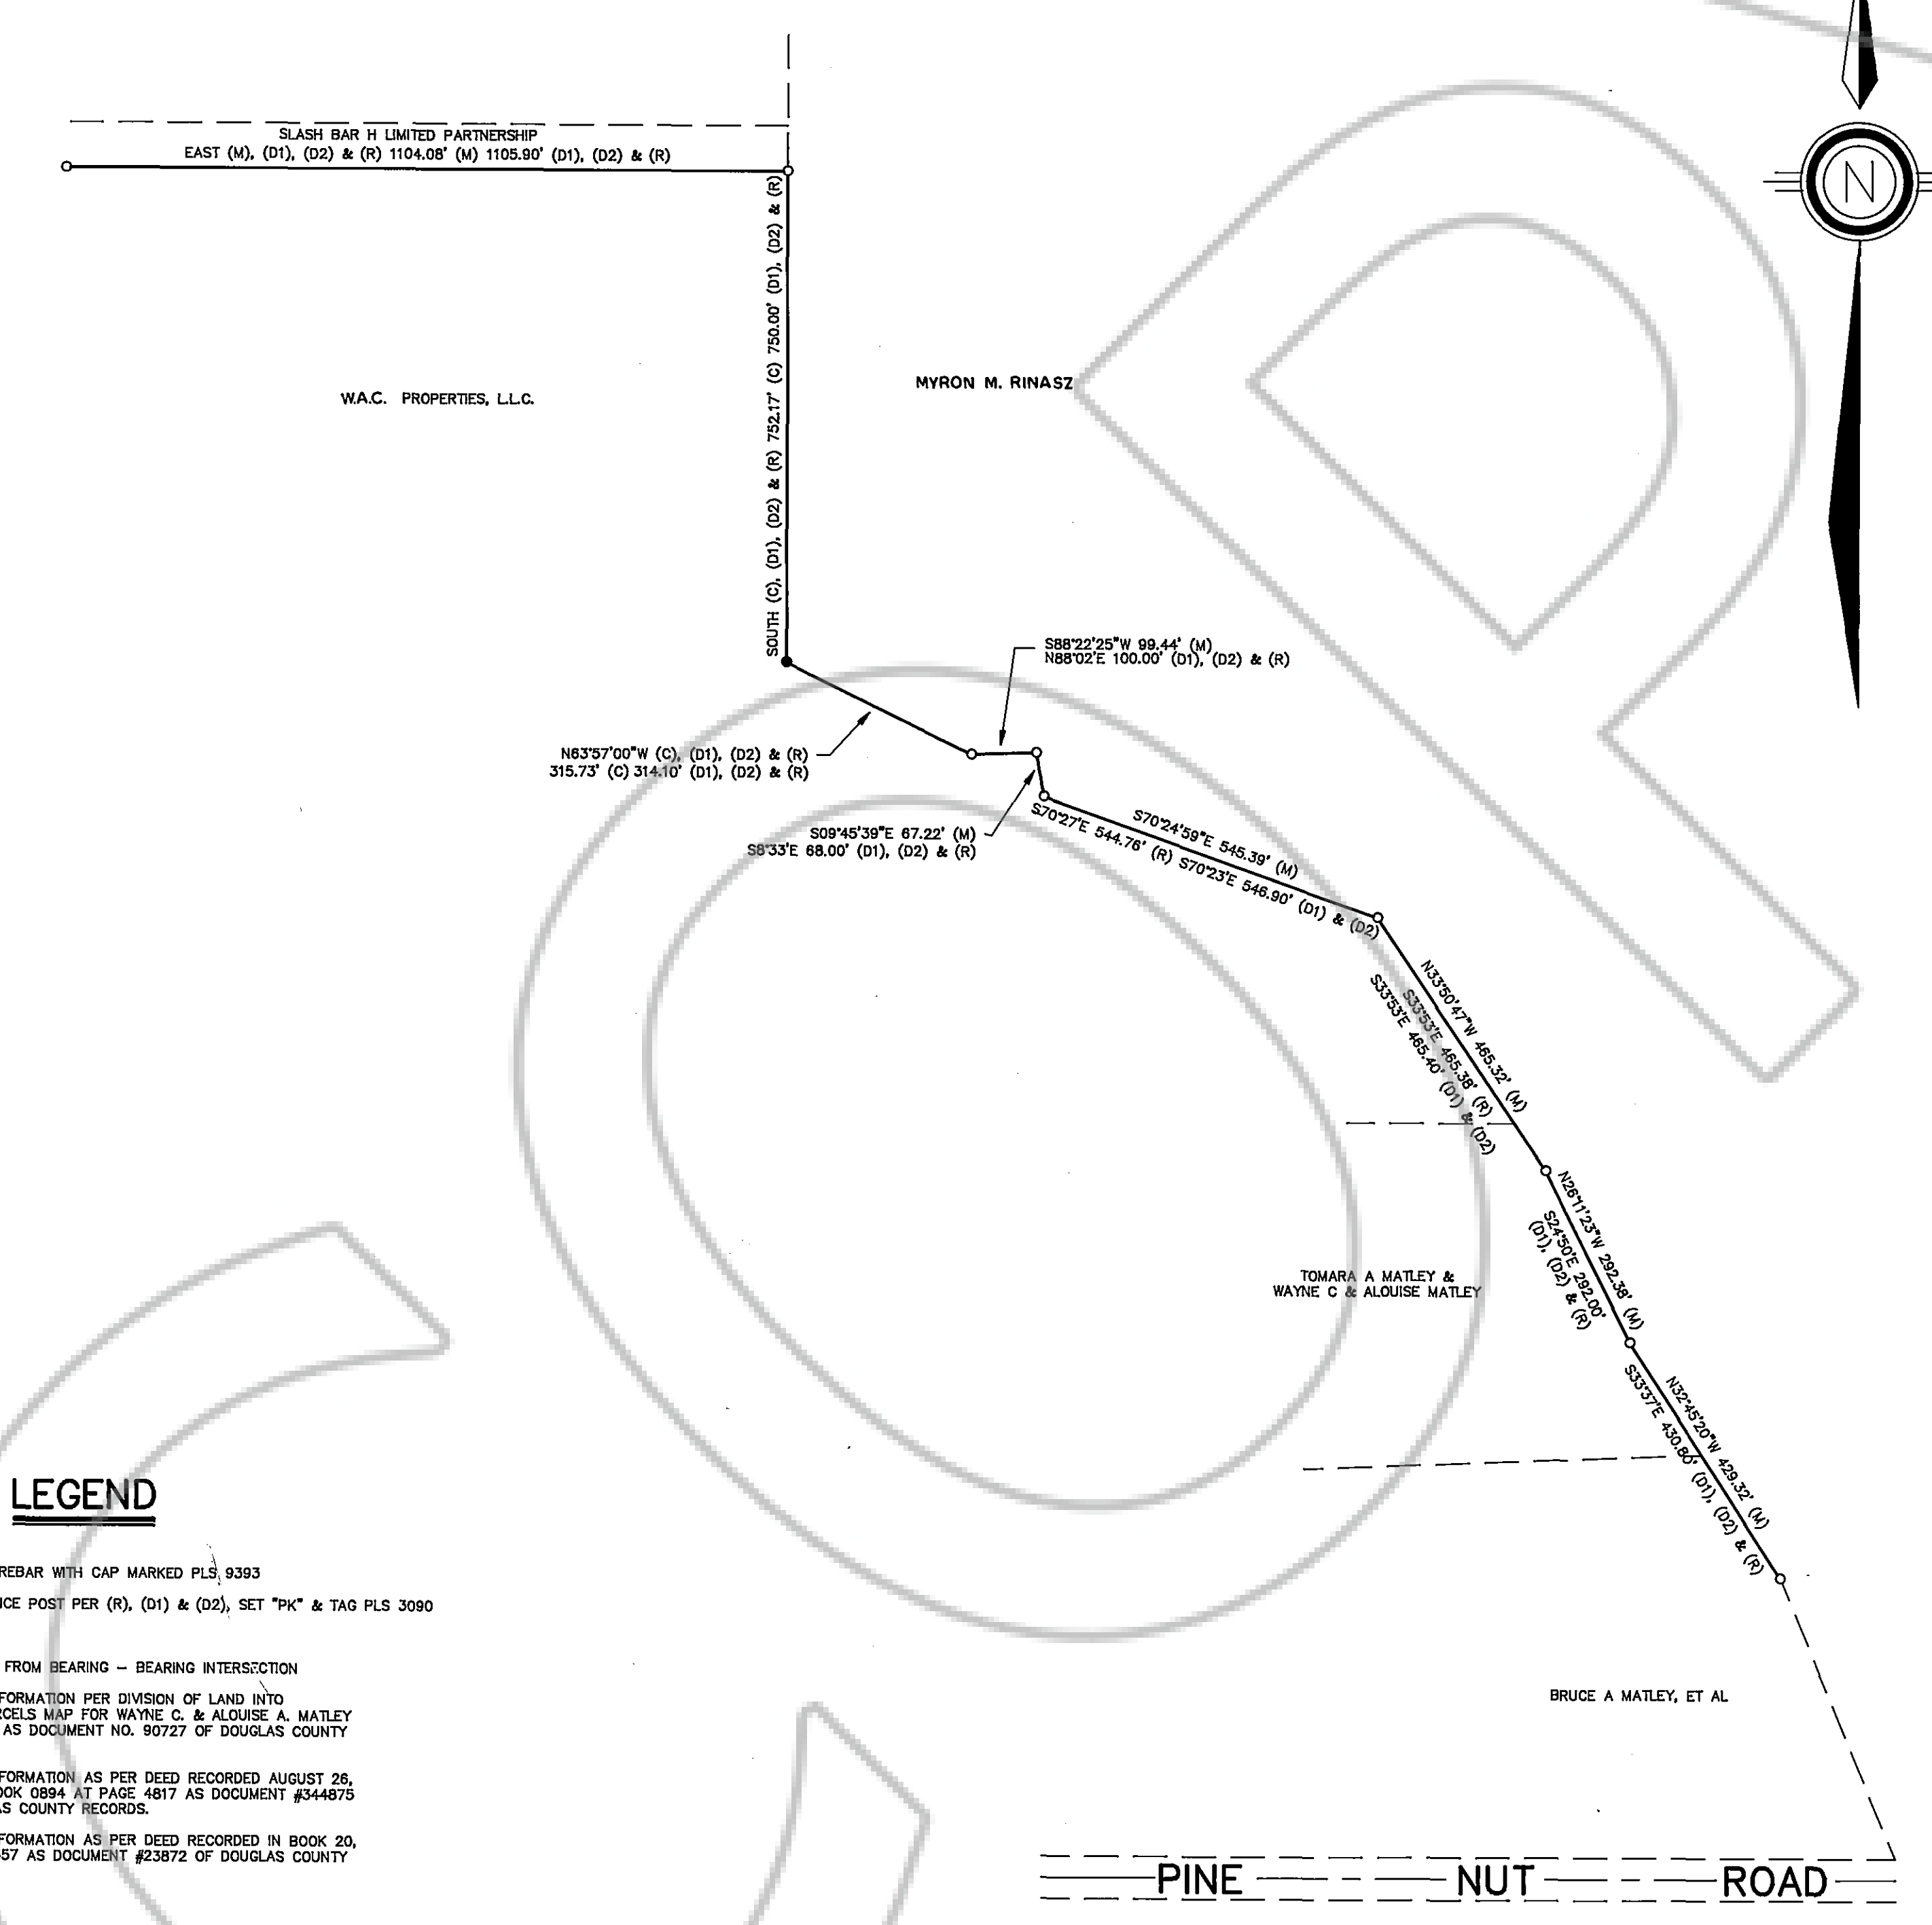 SLASH BAR H LIMITED PARTNERSHIP
EAST (M), (D1), (D2) & (R) 1104.08' (M) 1105.90' (D1), (D2) & (R)
N
SOUTH (C), (D1), (D2) & (R) 752.17' (C) 750.00' (D1), (D2) & (R)
W.A.C. PROPERTIES, L.L.C.
MYRON M. RINASZ
S88°22'25"W 99.44' (M)
N88°02'E 100.00' (D1), (D2) & (R)
N63°57'00"W (C), (D1), (D2) & (R)
315.73' (C) 314.10' (D1), (D2) & (R)
S09°45'39"E 67.22' (M)
S8°33'E 68.00' (D1), (D2) & (R)
S70°24'59"E 545.39' (M)
S70°27'E 544.76' (R) S70°23'E 546.90' (D1) & (D2)
N33°50'47"W 465.32' (M)
S33°53'E 465.38' (R)
S33°53'E 465.40' (D1) & (D2)
N26°11'23"W 292.38' (M)
S24°50'E 292.00'
(D1), (D2) & (R)
TOMARA A MATLEY &
WAYNE C & ALOUISE MATLEY
N32°45'20"W 429.32' (M)
S33°37'E 430.86' (D1), (D2) & (R)
BRUCE A MATLEY, ET AL
LEGEND
REBAR WITH CAP MARKED PLS 9393
NCE POST PER (R), (D1) & (D2), SET "PK" & TAG PLS 3090
FROM BEARING – BEARING INTERSECTION
FORMATION PER DIVISION OF LAND INTO
RCELS MAP FOR WAYNE C. & ALOUISE A. MATLEY
AS DOCUMENT NO. 90727 OF DOUGLAS COUNTY
FORMATION AS PER DEED RECORDED AUGUST 26,
OOK 0894 AT PAGE 4817 AS DOCUMENT #344875
AS COUNTY RECORDS.
FORMATION AS PER DEED RECORDED IN BOOK 20,
57 AS DOCUMENT #23872 OF DOUGLAS COUNTY
PINE NUT ROAD